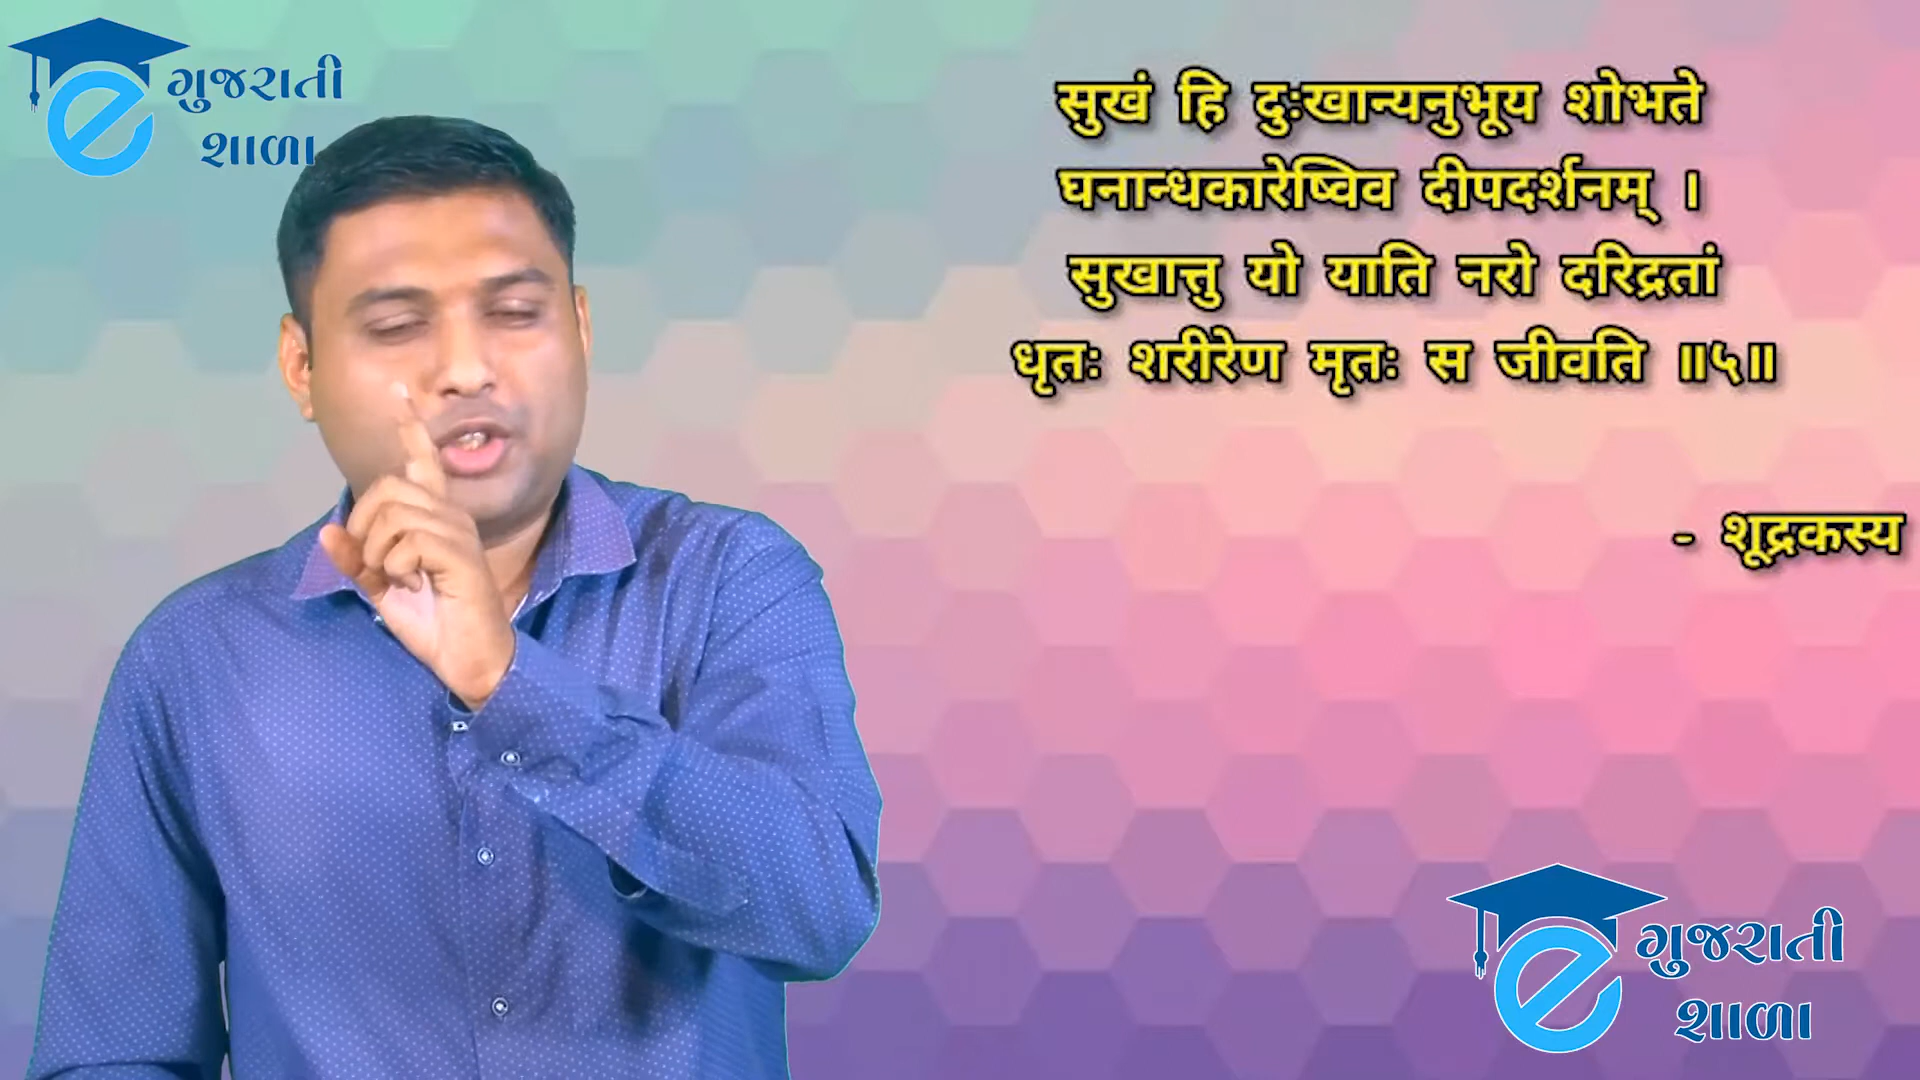 ગુજરાતી
શાળા
सुखं हि दुःखान्यनुभूय शोभते
घनान्धकारेष्विव दीपदर्शनम् ।
सुखात्तु यो याति नरो दरिद्रतां
धृतः शरीरेण मृतः स जीवति ॥५॥
- शूद्रकस्य
ગુજરાતી
શાળા